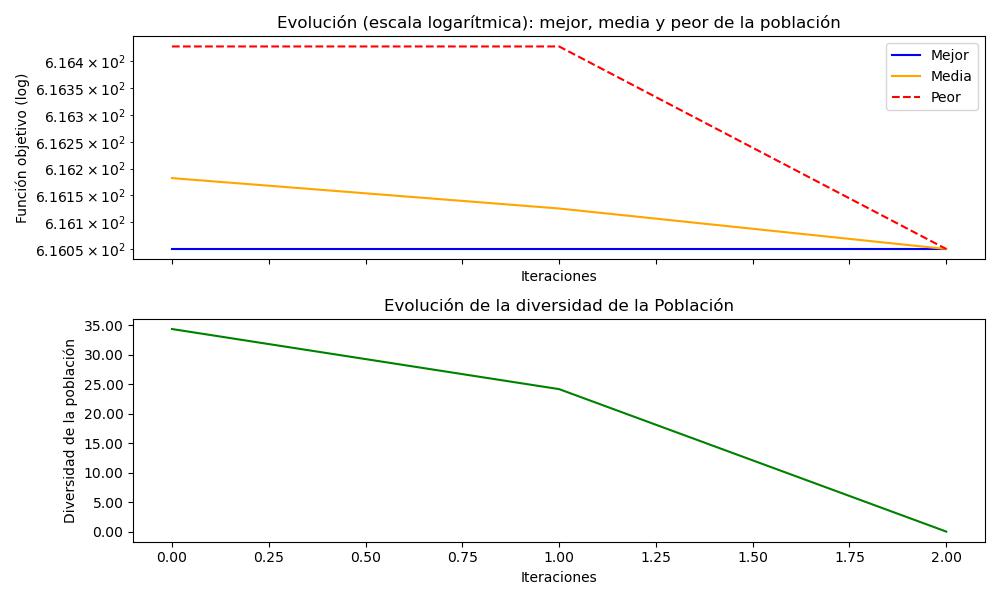 Evolución (escala logarítmica): mejor, media y peor de la población
Función objetivo (log)
6.164 × 10²
6.1635 × 10²
6.163 × 10²
6.1625 × 10²
6.162 × 10²
6.1615 × 10²
6.161 × 10²
6.1605 × 10²
Mejor
Media
Peor
Iteraciones
Evolución de la diversidad de la Población
Diversidad de la población
35.00
30.00
25.00
20.00
15.00
10.00
5.00
0.00
0.00 0.25 0.50 0.75 1.00 1.25 1.50 1.75 2.00
Iteraciones